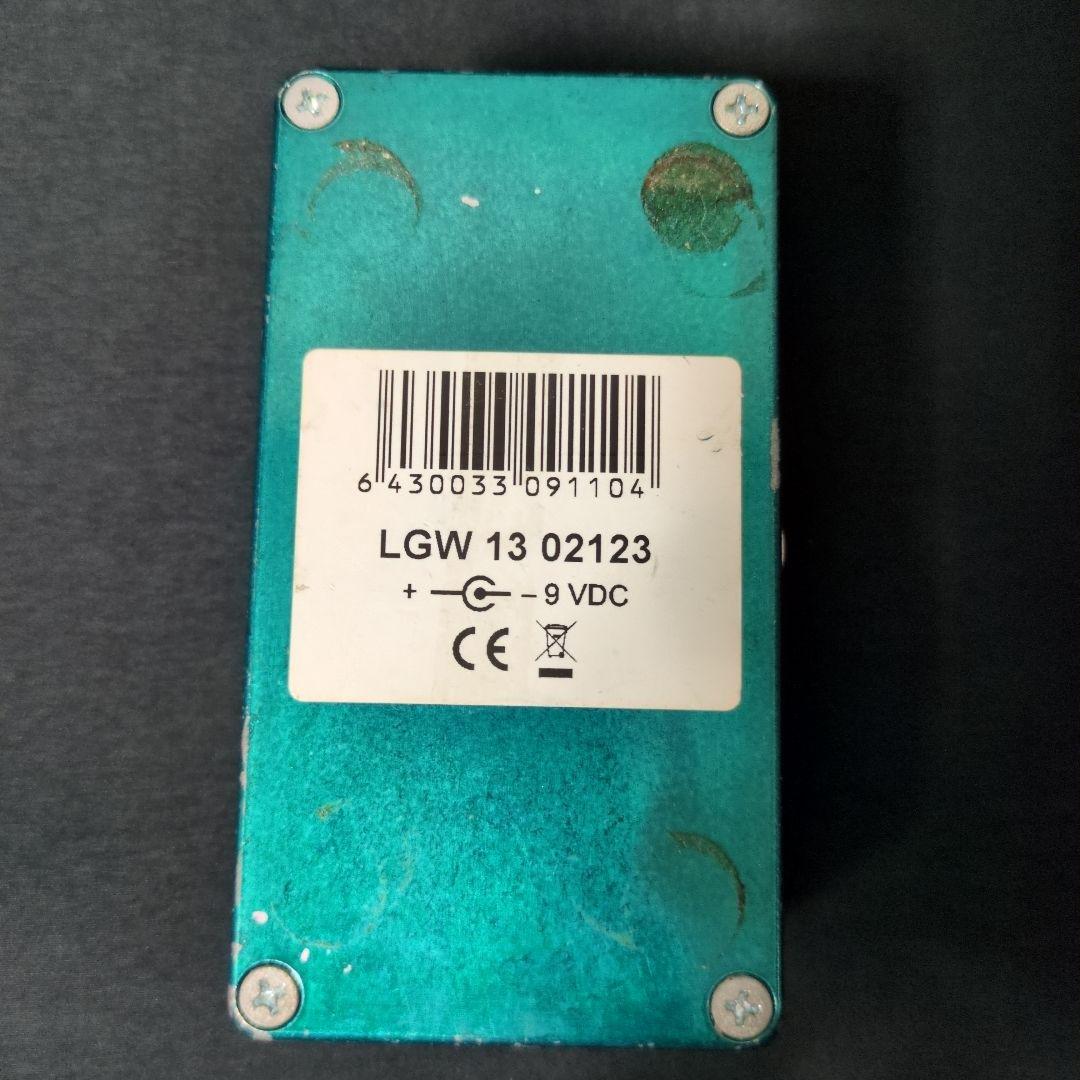 6 430033 091104
LGW 13 02123
+ – 9 VDC
CE